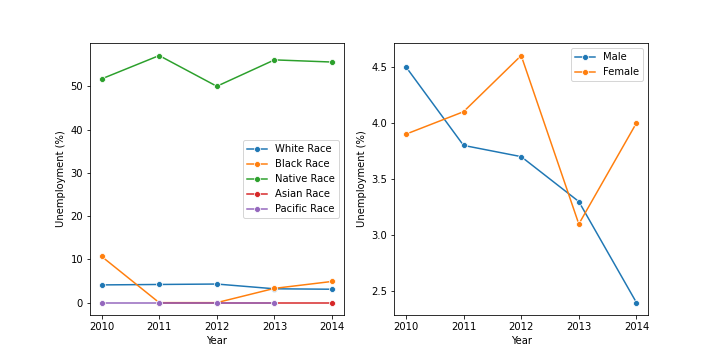 Unemployment (%)
50
40
30
20
10
0
2010 2011 2012 2013 2014
Year
White Race
Black Race
Native Race
Asian Race
Pacific Race
Unemployment (%)
4.5
4.0
3.5
3.0
2.5
2010 2011 2012 2013 2014
Year
Male
Female